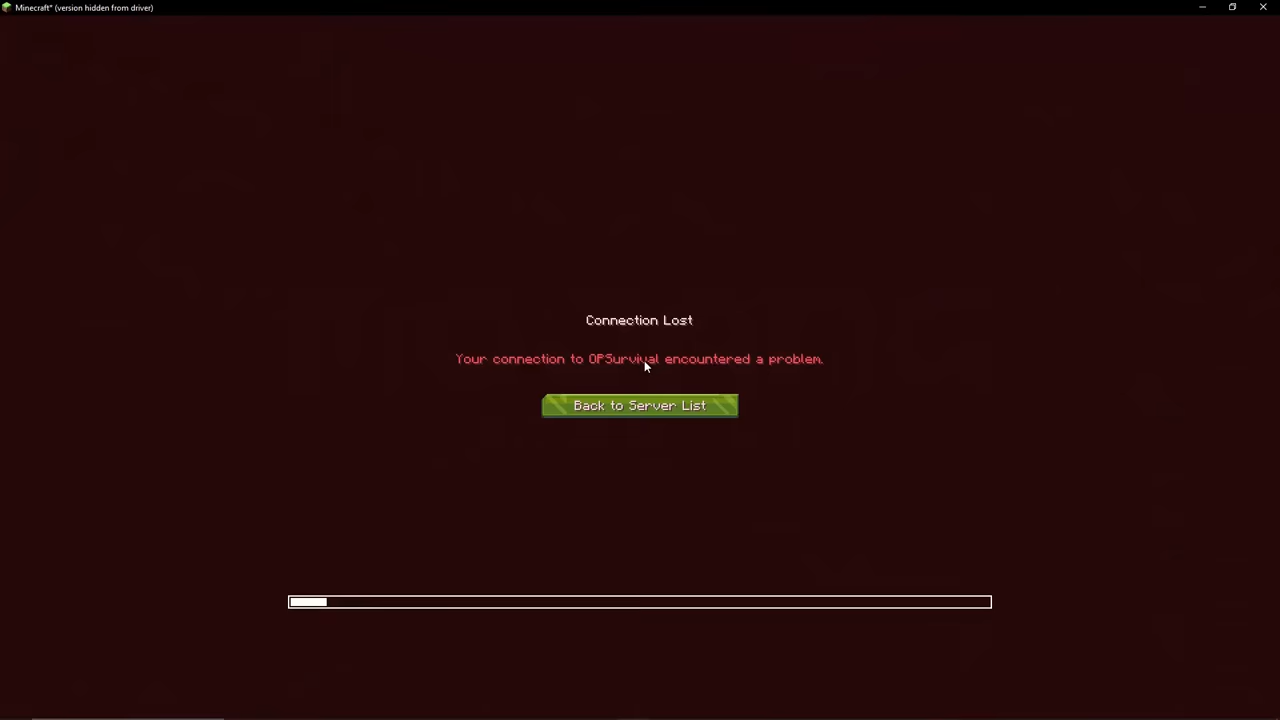 Minecraft* (version hidden from driver)
Connection Lost
Your connection to OPSurvival encountered a problem.
Back to Server List